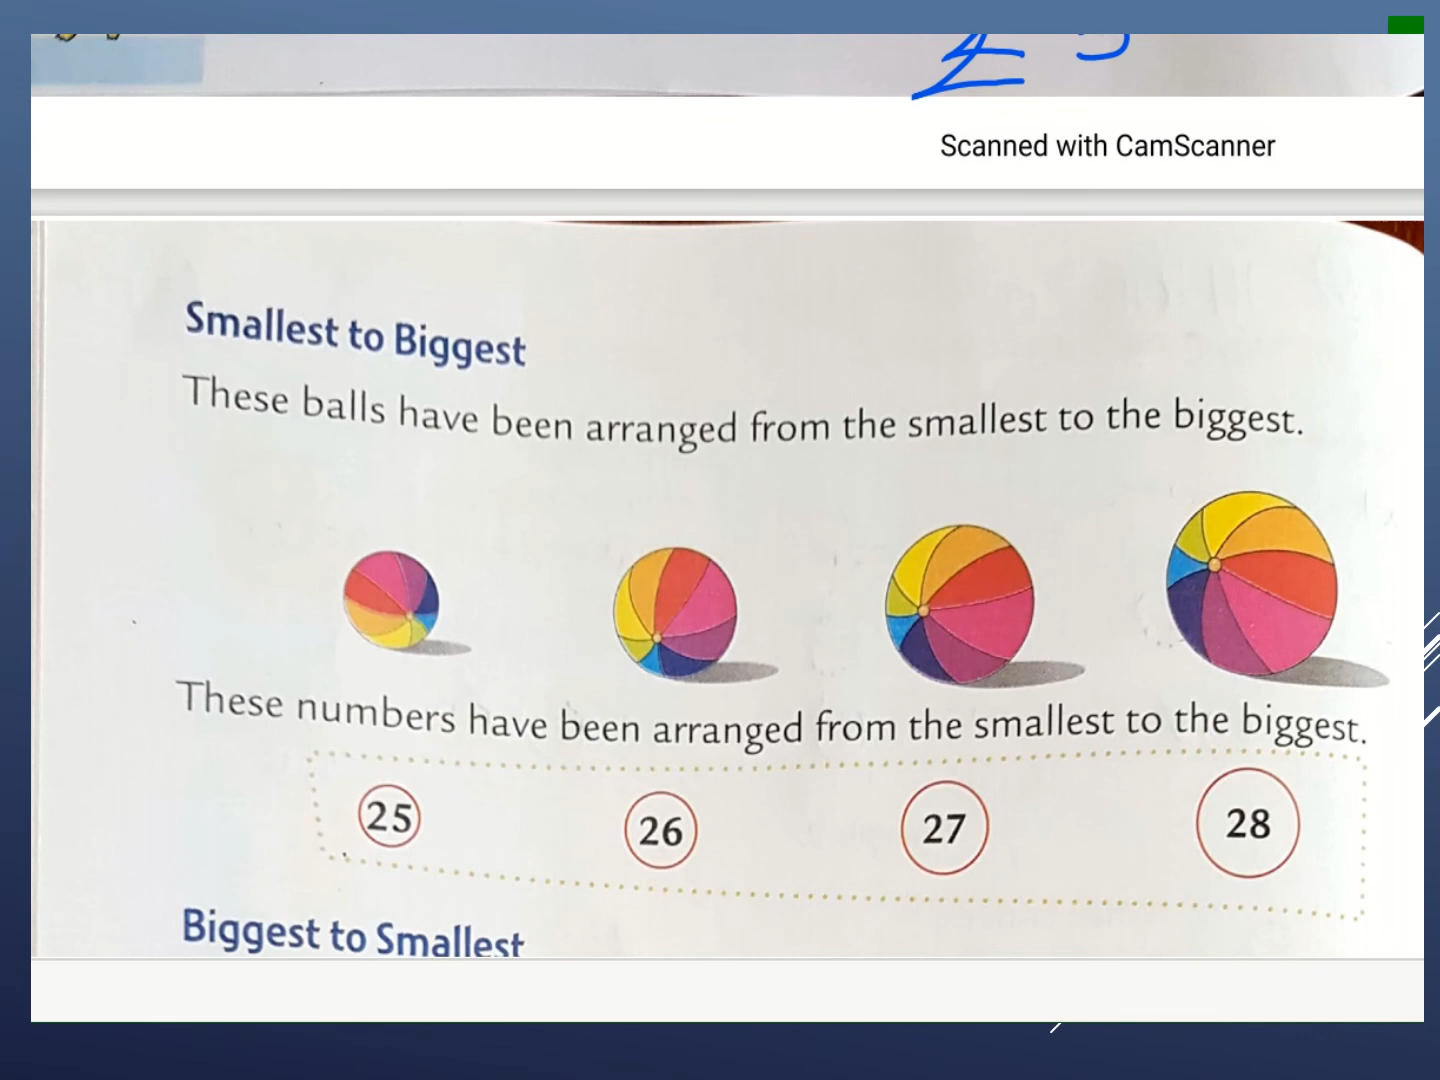 Scanned with CamScanner
Smallest to Biggest
These balls have been arranged from the smallest to the biggest.
These numbers have been arranged from the smallest to the biggest.
25 26 27 28
Biggest to Smallest